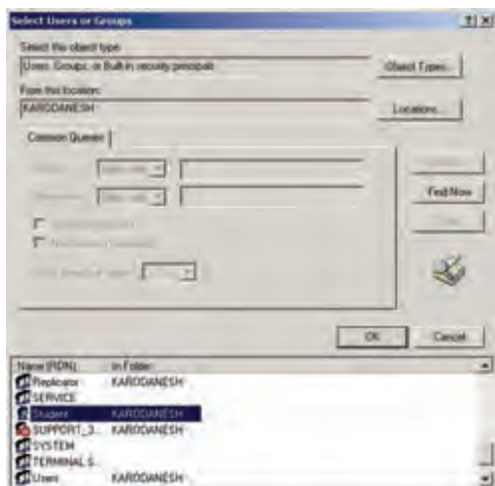 Select Users or Groups
Select this object type:
Users, Groups, or Built-in security principals
Object Types...
From this location:
KARODANESH
Locations...
Common Queries
Find Now
OK
Cancel
Name (RDN) In Folder
Replicator KARODANESH
SERVICE
Student KARODANESH
SUPPORT_3... KARODANESH
SYSTEM
TERMINAL S...
Users KARODANESH